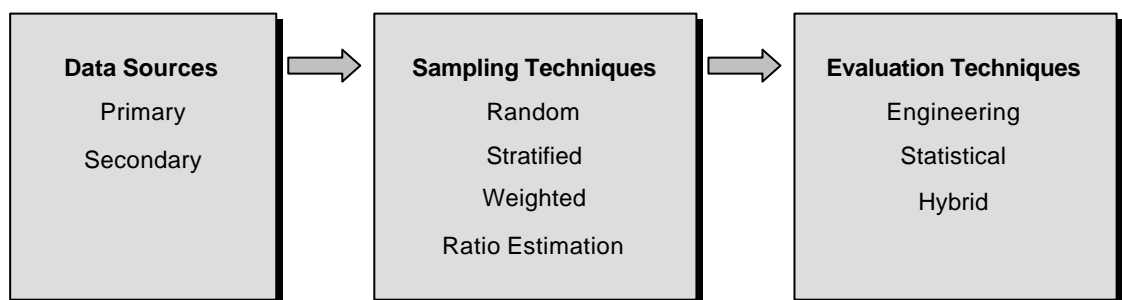 Data Sources
Primary
Secondary
Sampling Techniques
Random
Stratified
Weighted
Ratio Estimation
Evaluation Techniques
Engineering
Statistical
Hybrid